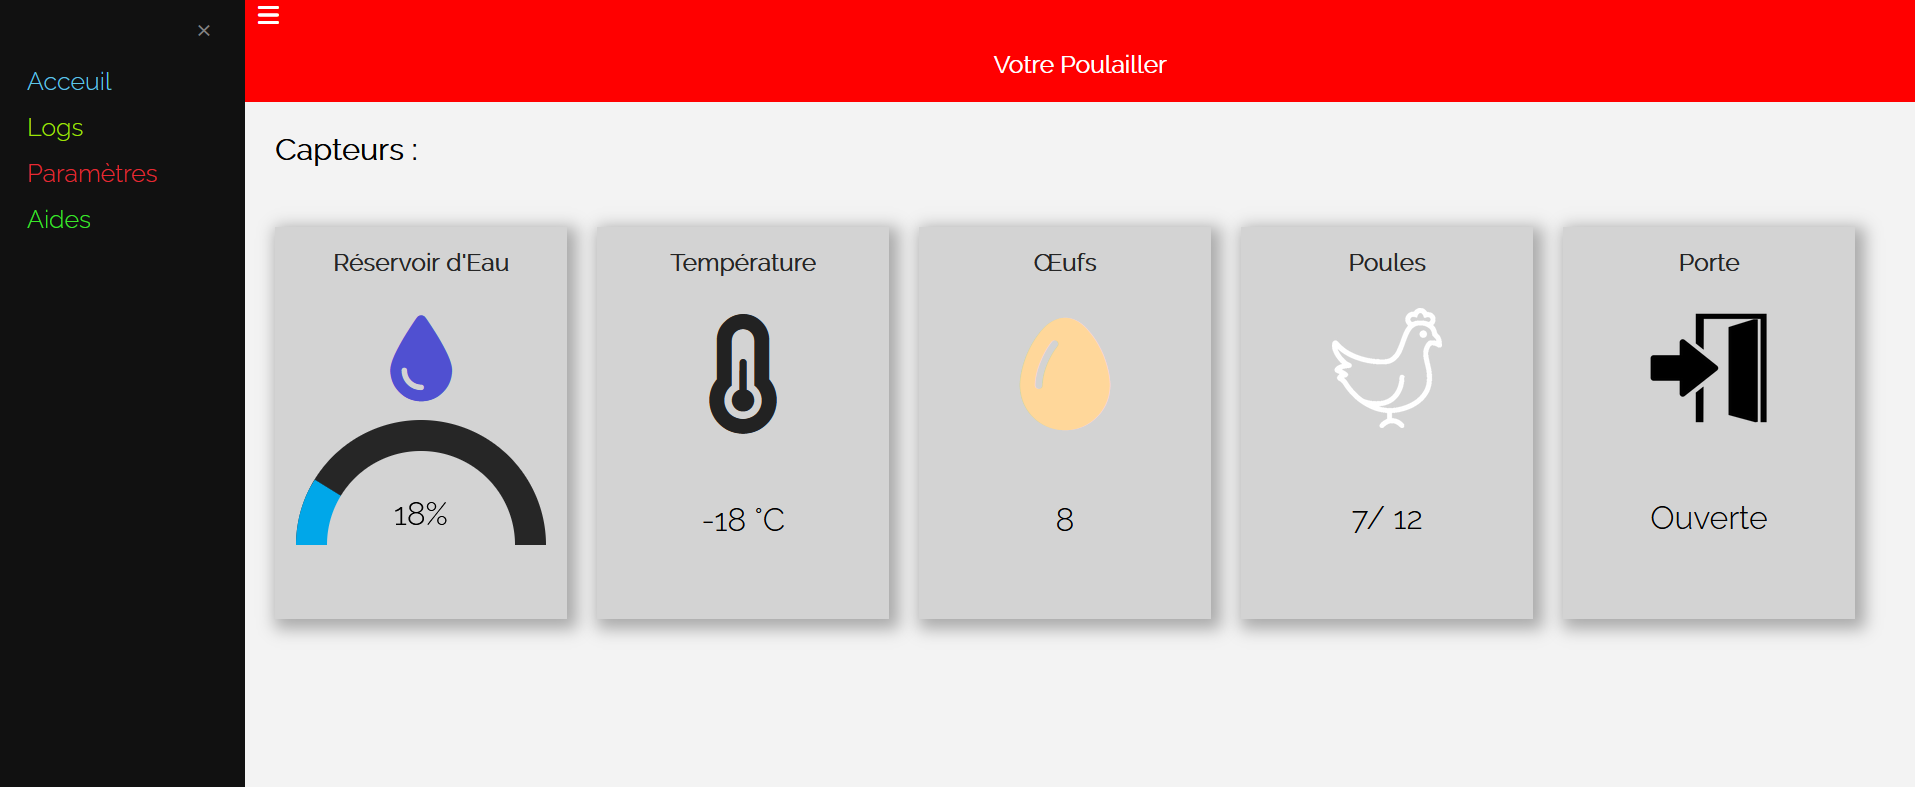 ×
Acceuil
Logs
Paramètres
Aides
Votre Poulailler
Capteurs :
Réservoir d'Eau
18%
Température
-18 °C
Œufs
8
Poules
7/ 12
Porte
Ouverte